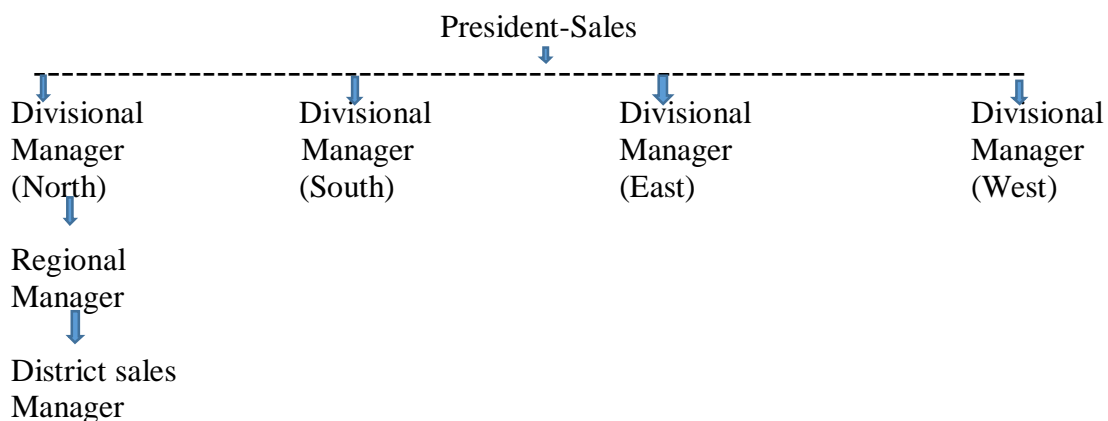 President-Sales
Divisional Manager (North)
Divisional Manager (South)
Divisional Manager (East)
Divisional Manager (West)
Regional Manager
District sales Manager